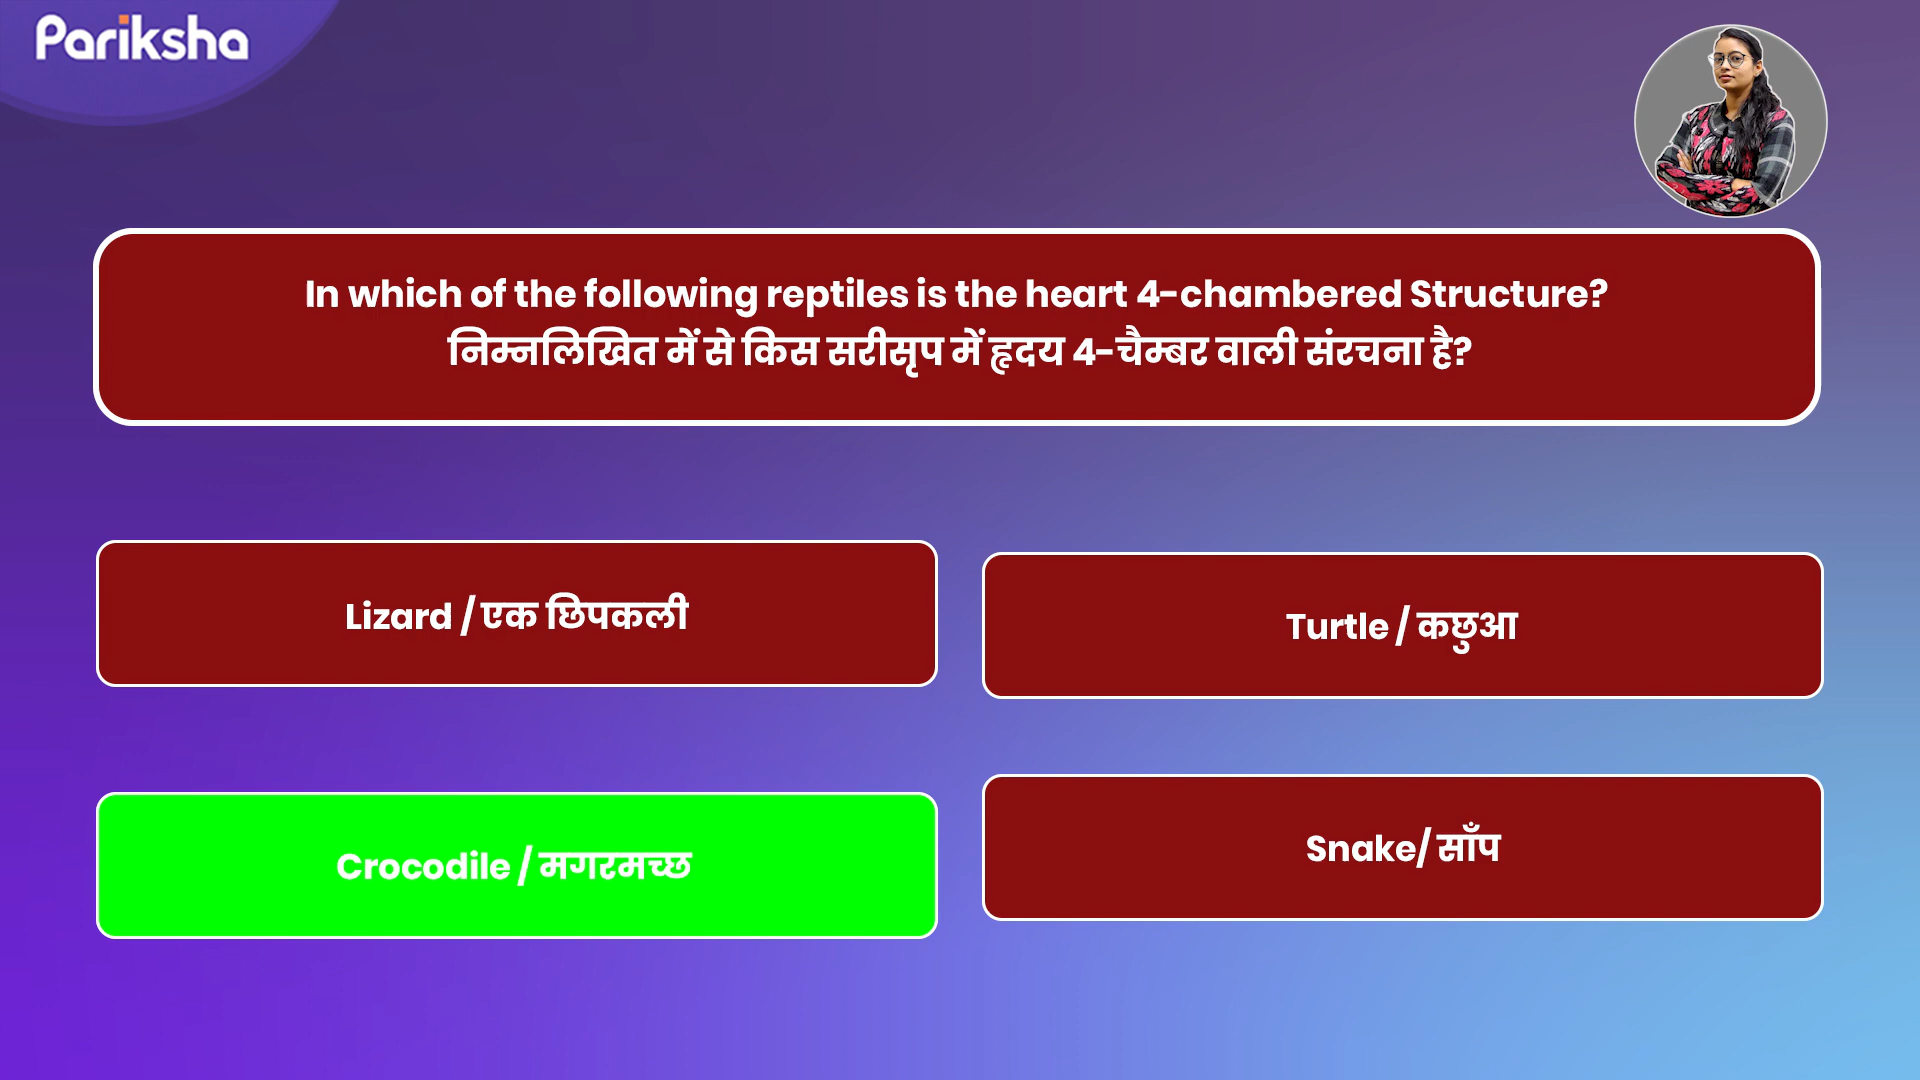 Pariksha
In which of the following reptiles is the heart 4-chambered Structure?
निम्नलिखित में से किस सरीसृप में हृदय 4-चैम्बर वाली संरचना है?
Lizard / एक छिपकली
Turtle / कछुआ
Crocodile / मगरमच्छ
Snake/ साँप